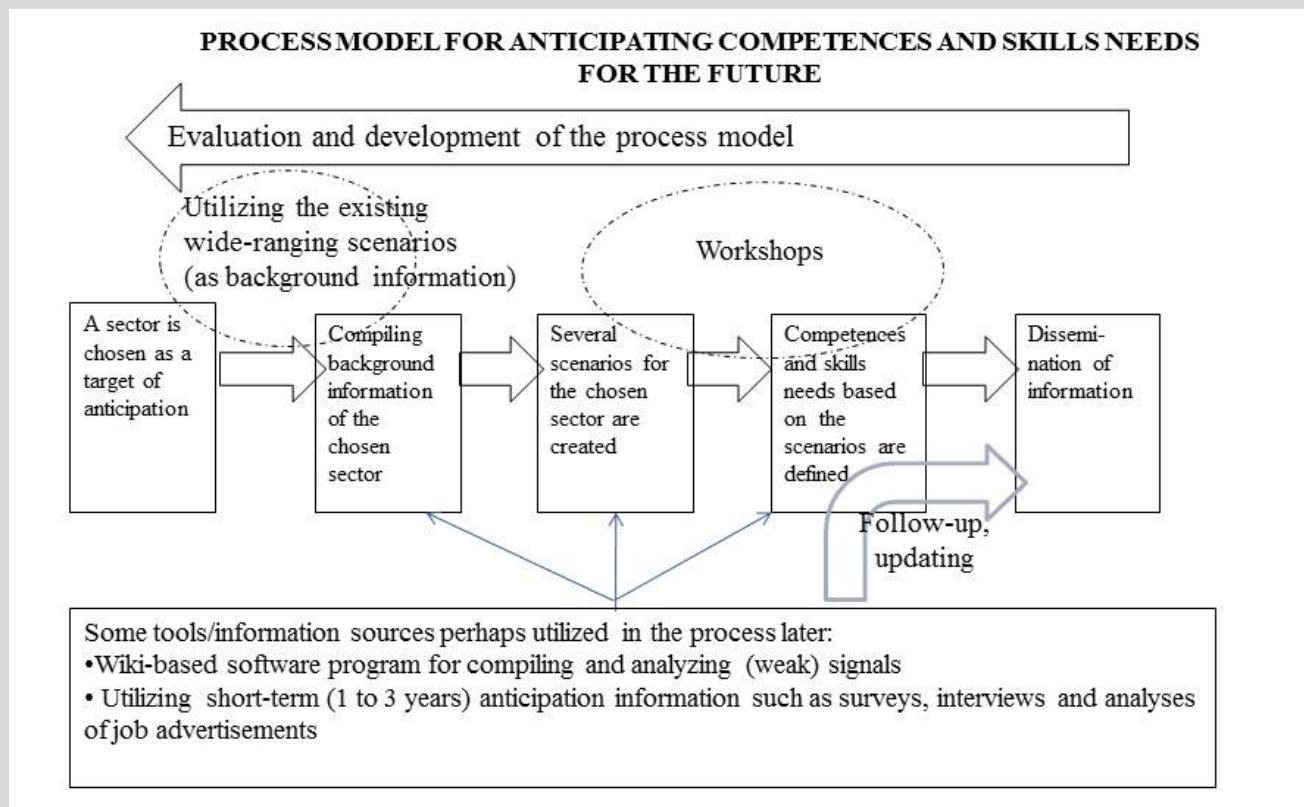 PROCESS MODEL FOR ANTICIPATING COMPETENCES AND SKILLS NEEDS
FOR THE FUTURE
Evaluation and development of the process model
Utilizing the existing
wide-ranging scenarios
(as background information)
Workshops
A sector is
chosen as a
target of
anticipation
Compiling
background
information
of the
chosen
sector
Several
scenarios for
the chosen
sector are
created
Competences
and skills
needs based
on the
scenarios are
defined
Dissemi-
nation of
information
Follow-up,
updating
Some tools/information sources perhaps utilized in the process later:
•Wiki-based software program for compiling and analyzing (weak) signals
• Utilizing short-term (1 to 3 years) anticipation information such as surveys, interviews and analyses
of job advertisements